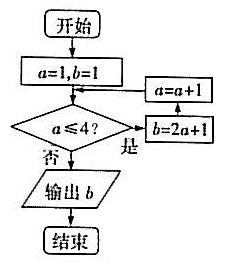 开始
a=1,b=1
a=a+1
a≤4?
b=2a+1
否
是
输出 b
结束